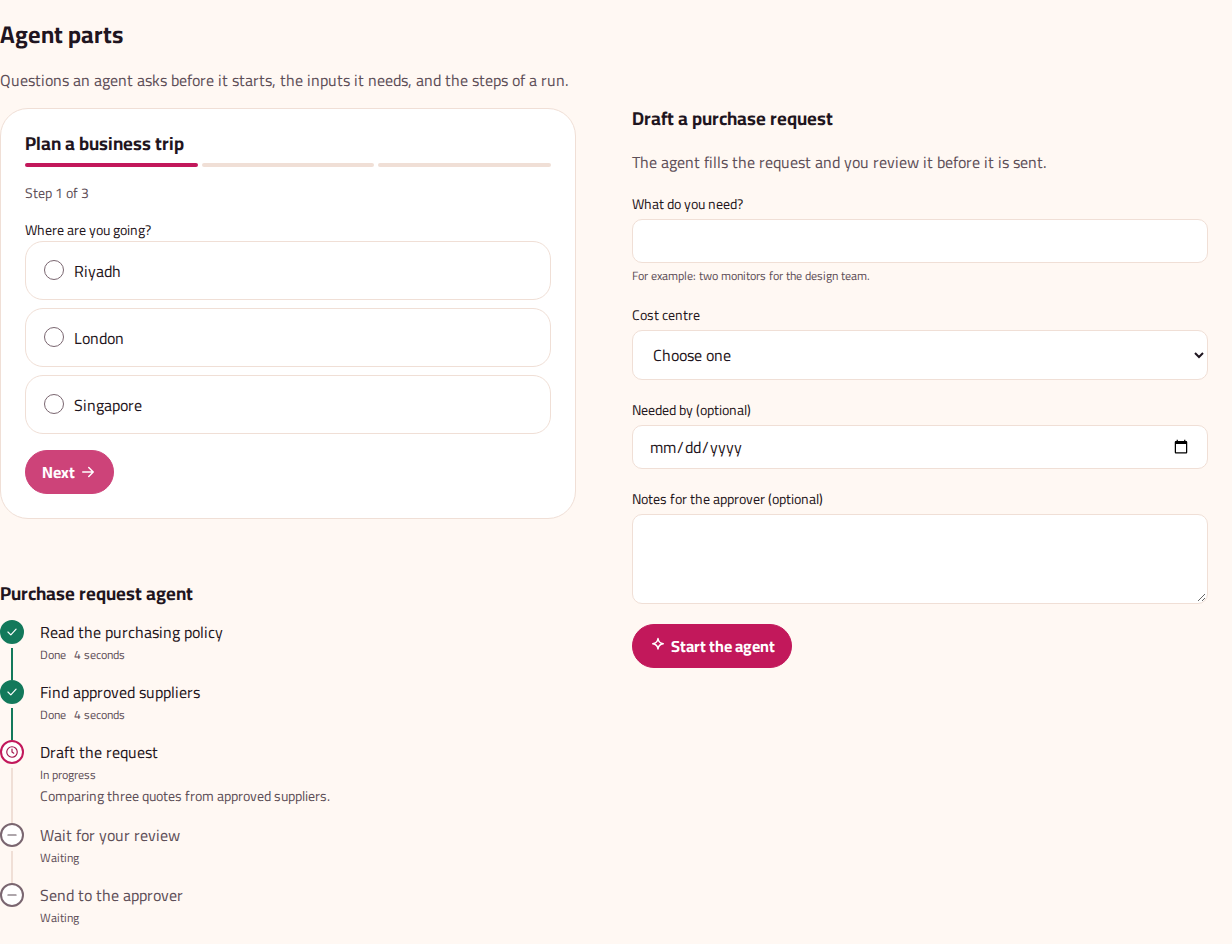 Agent parts
Questions an agent asks before it starts, the inputs it needs, and the steps of a run.
Plan a business trip
Step 1 of 3
Where are you going?
Riyadh
London
Singapore
Next
Purchase request agent
Read the purchasing policy
Done 4 seconds
Find approved suppliers
Done 4 seconds
Draft the request
In progress
Comparing three quotes from approved suppliers.
Wait for your review
Waiting
Send to the approver
Waiting
Draft a purchase request
The agent fills the request and you review it before it is sent.
What do you need?
For example: two monitors for the design team.
Cost centre
Choose one
Needed by (optional)
mm/dd/yyyy
Notes for the approver (optional)
Start the agent